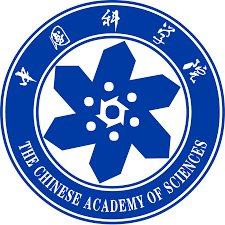 中国科学院
THE CHINESE ACADEMY OF SCIENCES